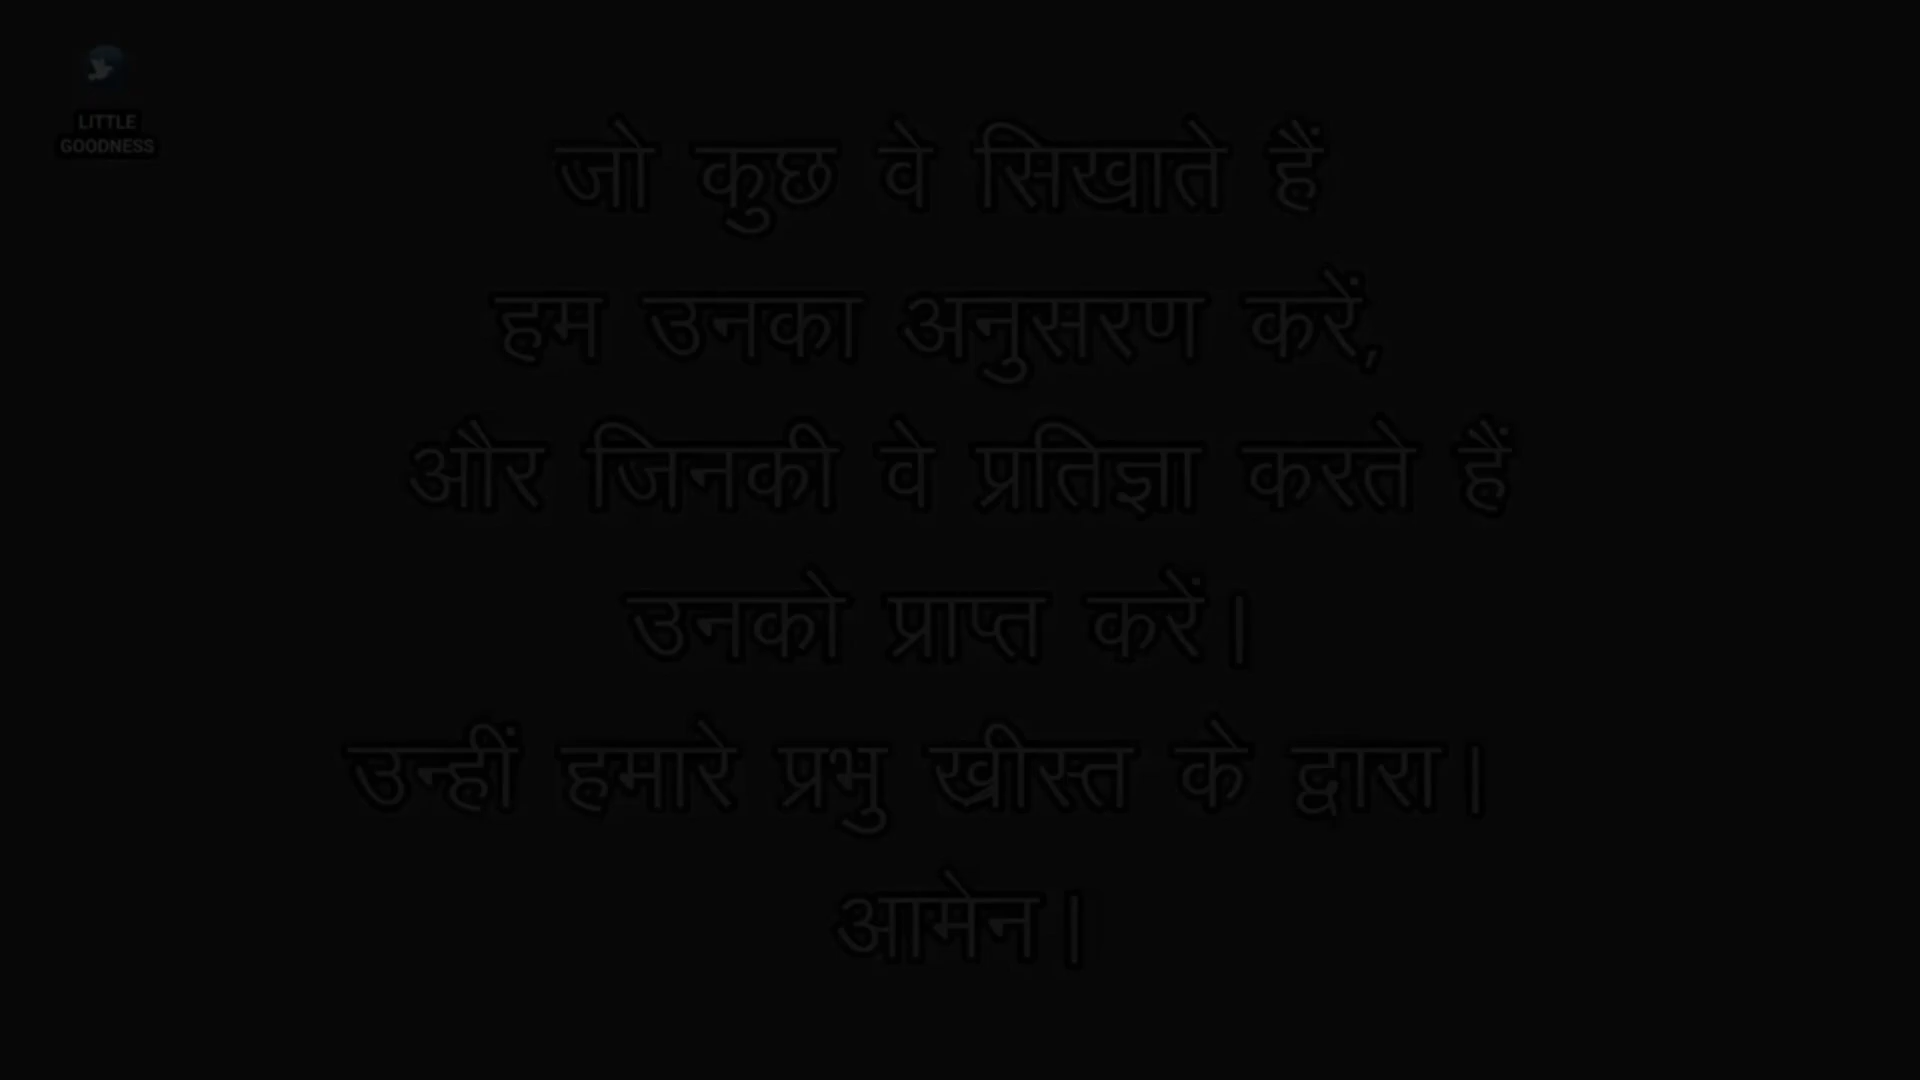 LITTLE
GOODNESS
जो कुछ वे सिखाते हैं
हम उनका अनुसरण करें,
और जिनकी वे प्रतिज्ञा करते हैं
उनको प्राप्त करें।
उन्हीं हमारे प्रभु ख्रीस्त के द्वारा।
आमेन।